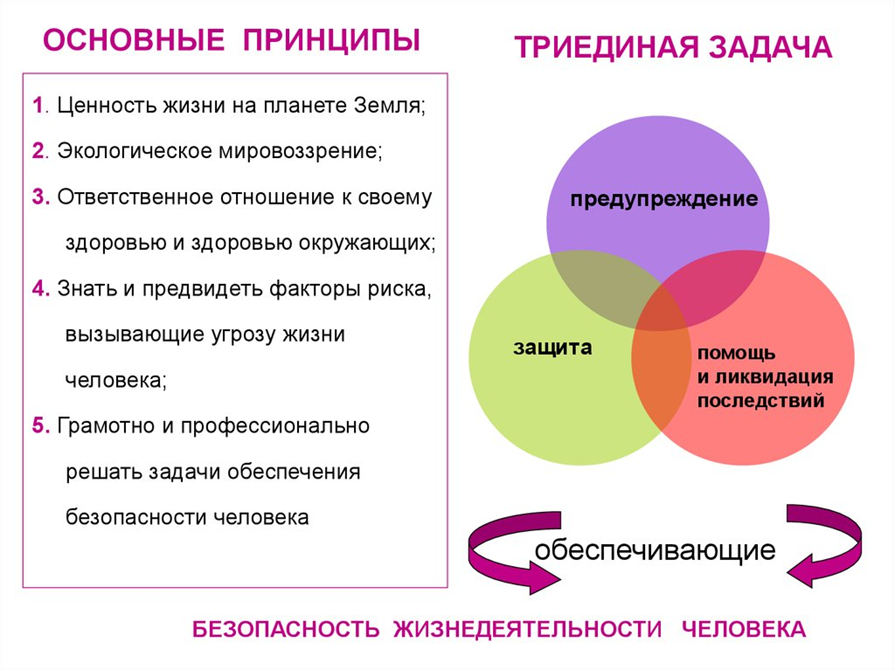 ОСНОВНЫЕ ПРИНЦИПЫ
1. Ценность жизни на планете Земля;
2. Экологическое мировоззрение;
3. Ответственное отношение к своему
здоровью и здоровью окружающих;
4. Знать и предвидеть факторы риска,
вызывающие угрозу жизни
человека;
5. Грамотно и профессионально
решать задачи обеспечения
безопасности человека
ТРИЕДИНАЯ ЗАДАЧА
предупреждение
защита
помощь
и ликвидация
последствий
обеспечивающие
БЕЗОПАСНОСТЬ ЖИЗНЕДЕЯТЕЛЬНОСТИ ЧЕЛОВЕКА